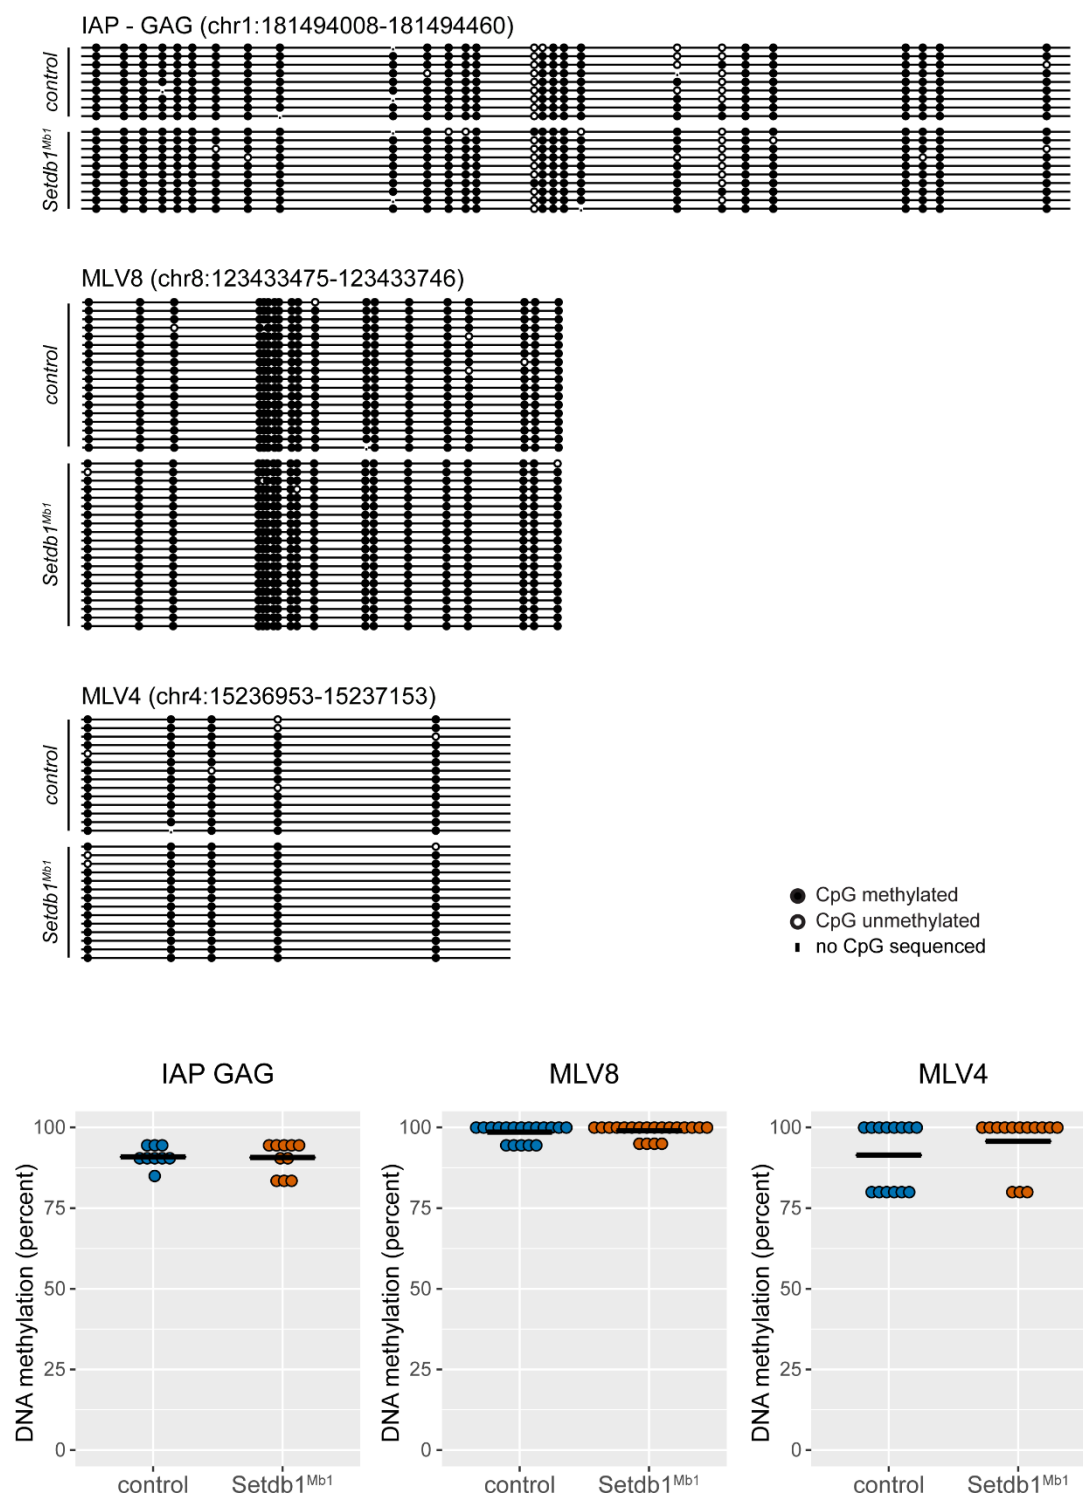 IAP - GAG (chr1:181494008-181494460)
control
Setdb1Mb1
MLV8 (chr8:123433475-123433746)
control
Setdb1Mb1
MLV4 (chr4:15236953-15237153)
control
Setdb1Mb1
CpG methylated
CpG unmethylated
no CpG sequenced
IAP GAG
DNA methylation (percent)
100
75
50
25
0
control Setdb1Mb1
MLV8
DNA methylation (percent)
100
75
50
25
0
control Setdb1Mb1
MLV4
DNA methylation (percent)
100
75
50
25
0
control Setdb1Mb1